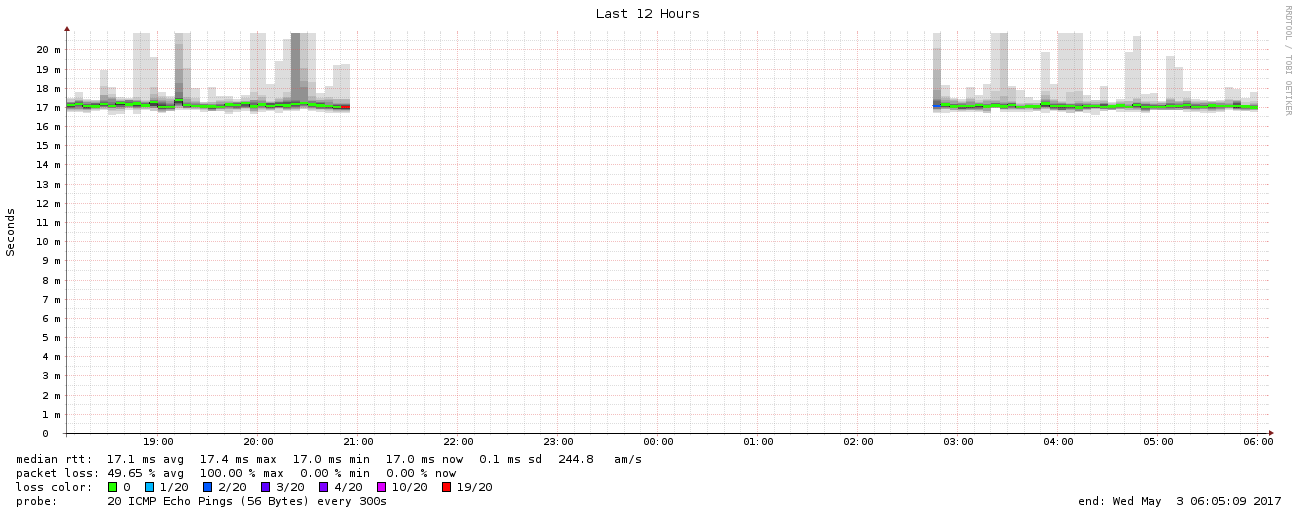 Last 12 Hours
RRDTOOL / TOBI OETIKER
Seconds
20 m
19 m
18 m
17 m
16 m
15 m
14 m
13 m
12 m
11 m
10 m
9 m
8 m
7 m
6 m
5 m
4 m
3 m
2 m
1 m
0
19:00 20:00 21:00 22:00 23:00 00:00 01:00 02:00 03:00 04:00 05:00 06:00
median rtt: 17.1 ms avg 17.4 ms max 17.0 ms min 17.0 ms now 0.1 ms sd 244.8 am/s
packet loss: 49.65 % avg 100.00 % max 0.00 % min 0.00 % now
loss color: 0 1/20 2/20 3/20 4/20 10/20 19/20
probe: 20 ICMP Echo Pings (56 Bytes) every 300s end: Wed May 3 06:05:09 2017